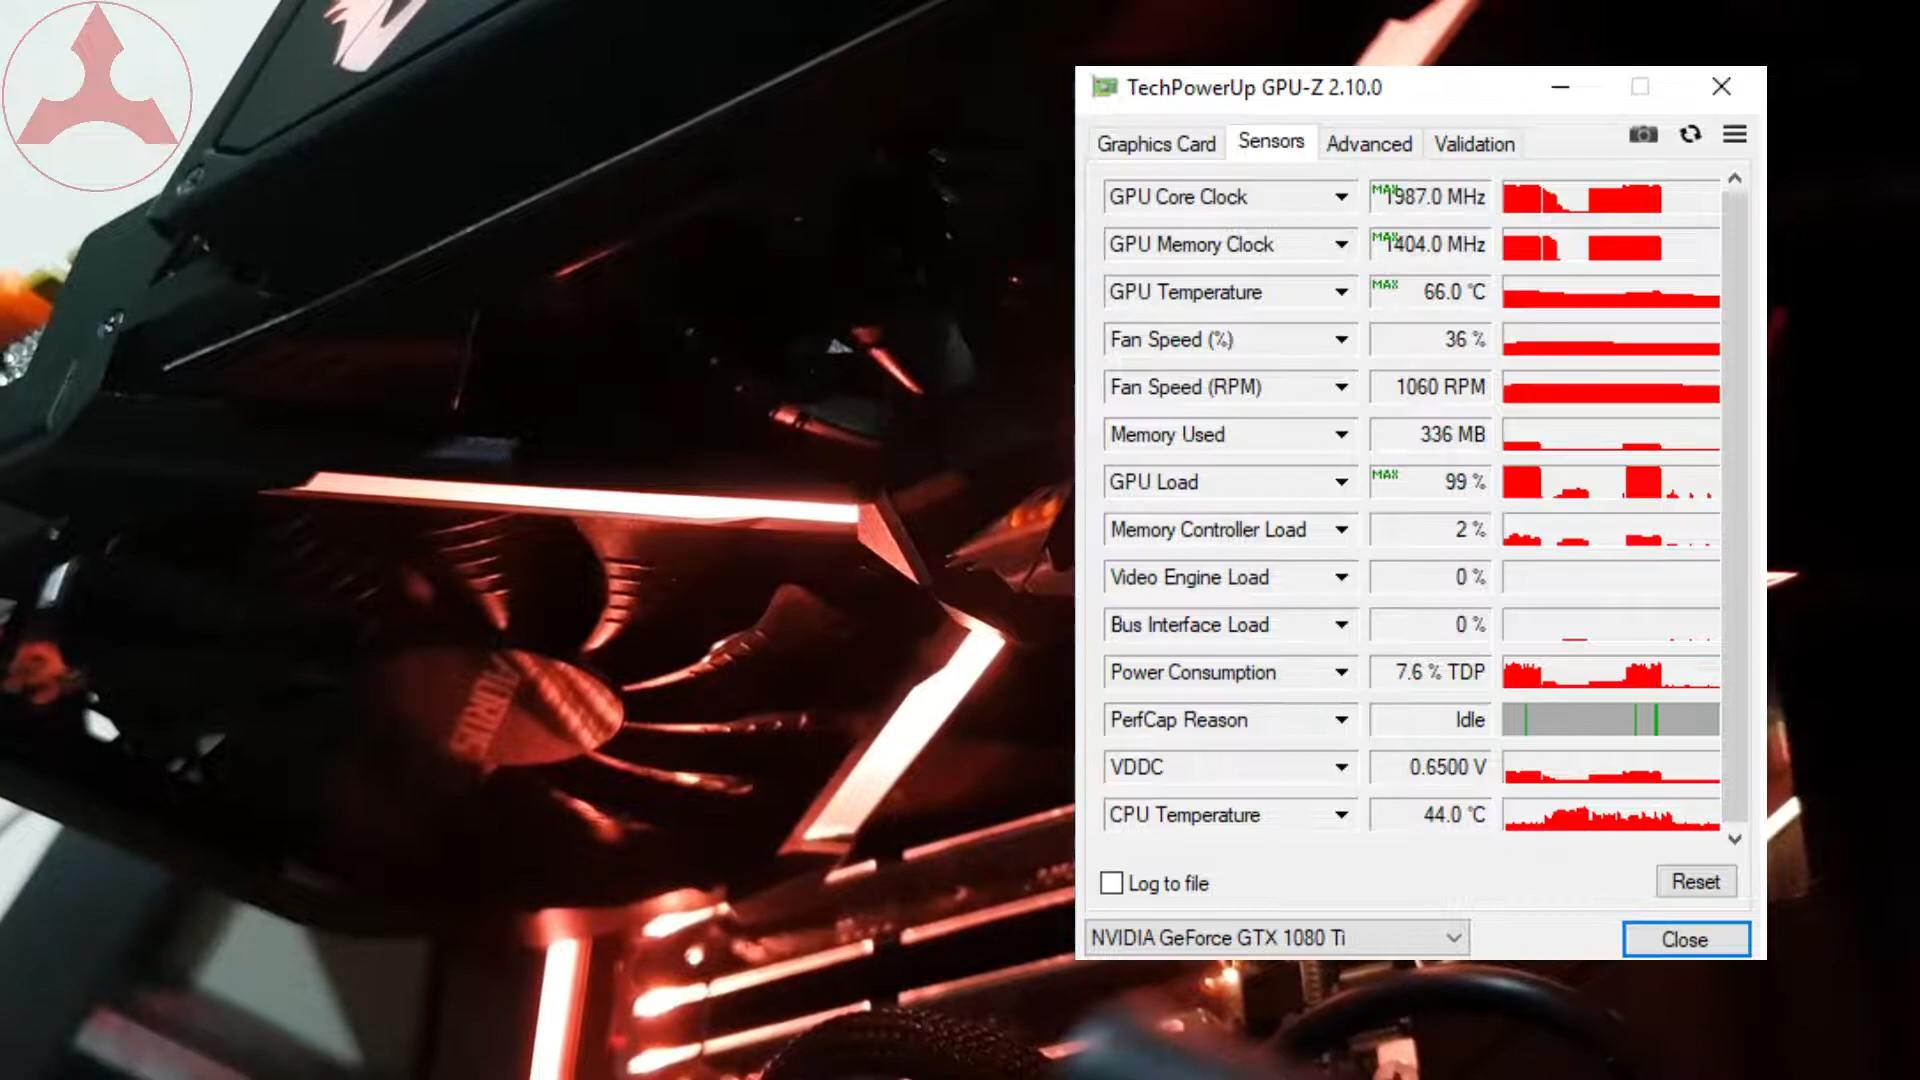 TechPowerUp GPU-Z 2.10.0
Graphics Card Sensors Advanced Validation
GPU Core Clock MAX 1987.0 MHz
GPU Memory Clock MAX 1404.0 MHz
GPU Temperature MAX 66.0 °C
Fan Speed (%) 36 %
Fan Speed (RPM) 1060 RPM
Memory Used 336 MB
GPU Load MAX 99 %
Memory Controller Load 2 %
Video Engine Load 0 %
Bus Interface Load 0 %
Power Consumption 7.6 % TDP
PerfCap Reason Idle
VDDC 0.6500 V
CPU Temperature 44.0 °C
Log to file Reset
NVIDIA GeForce GTX 1080 Ti Close
AORUS